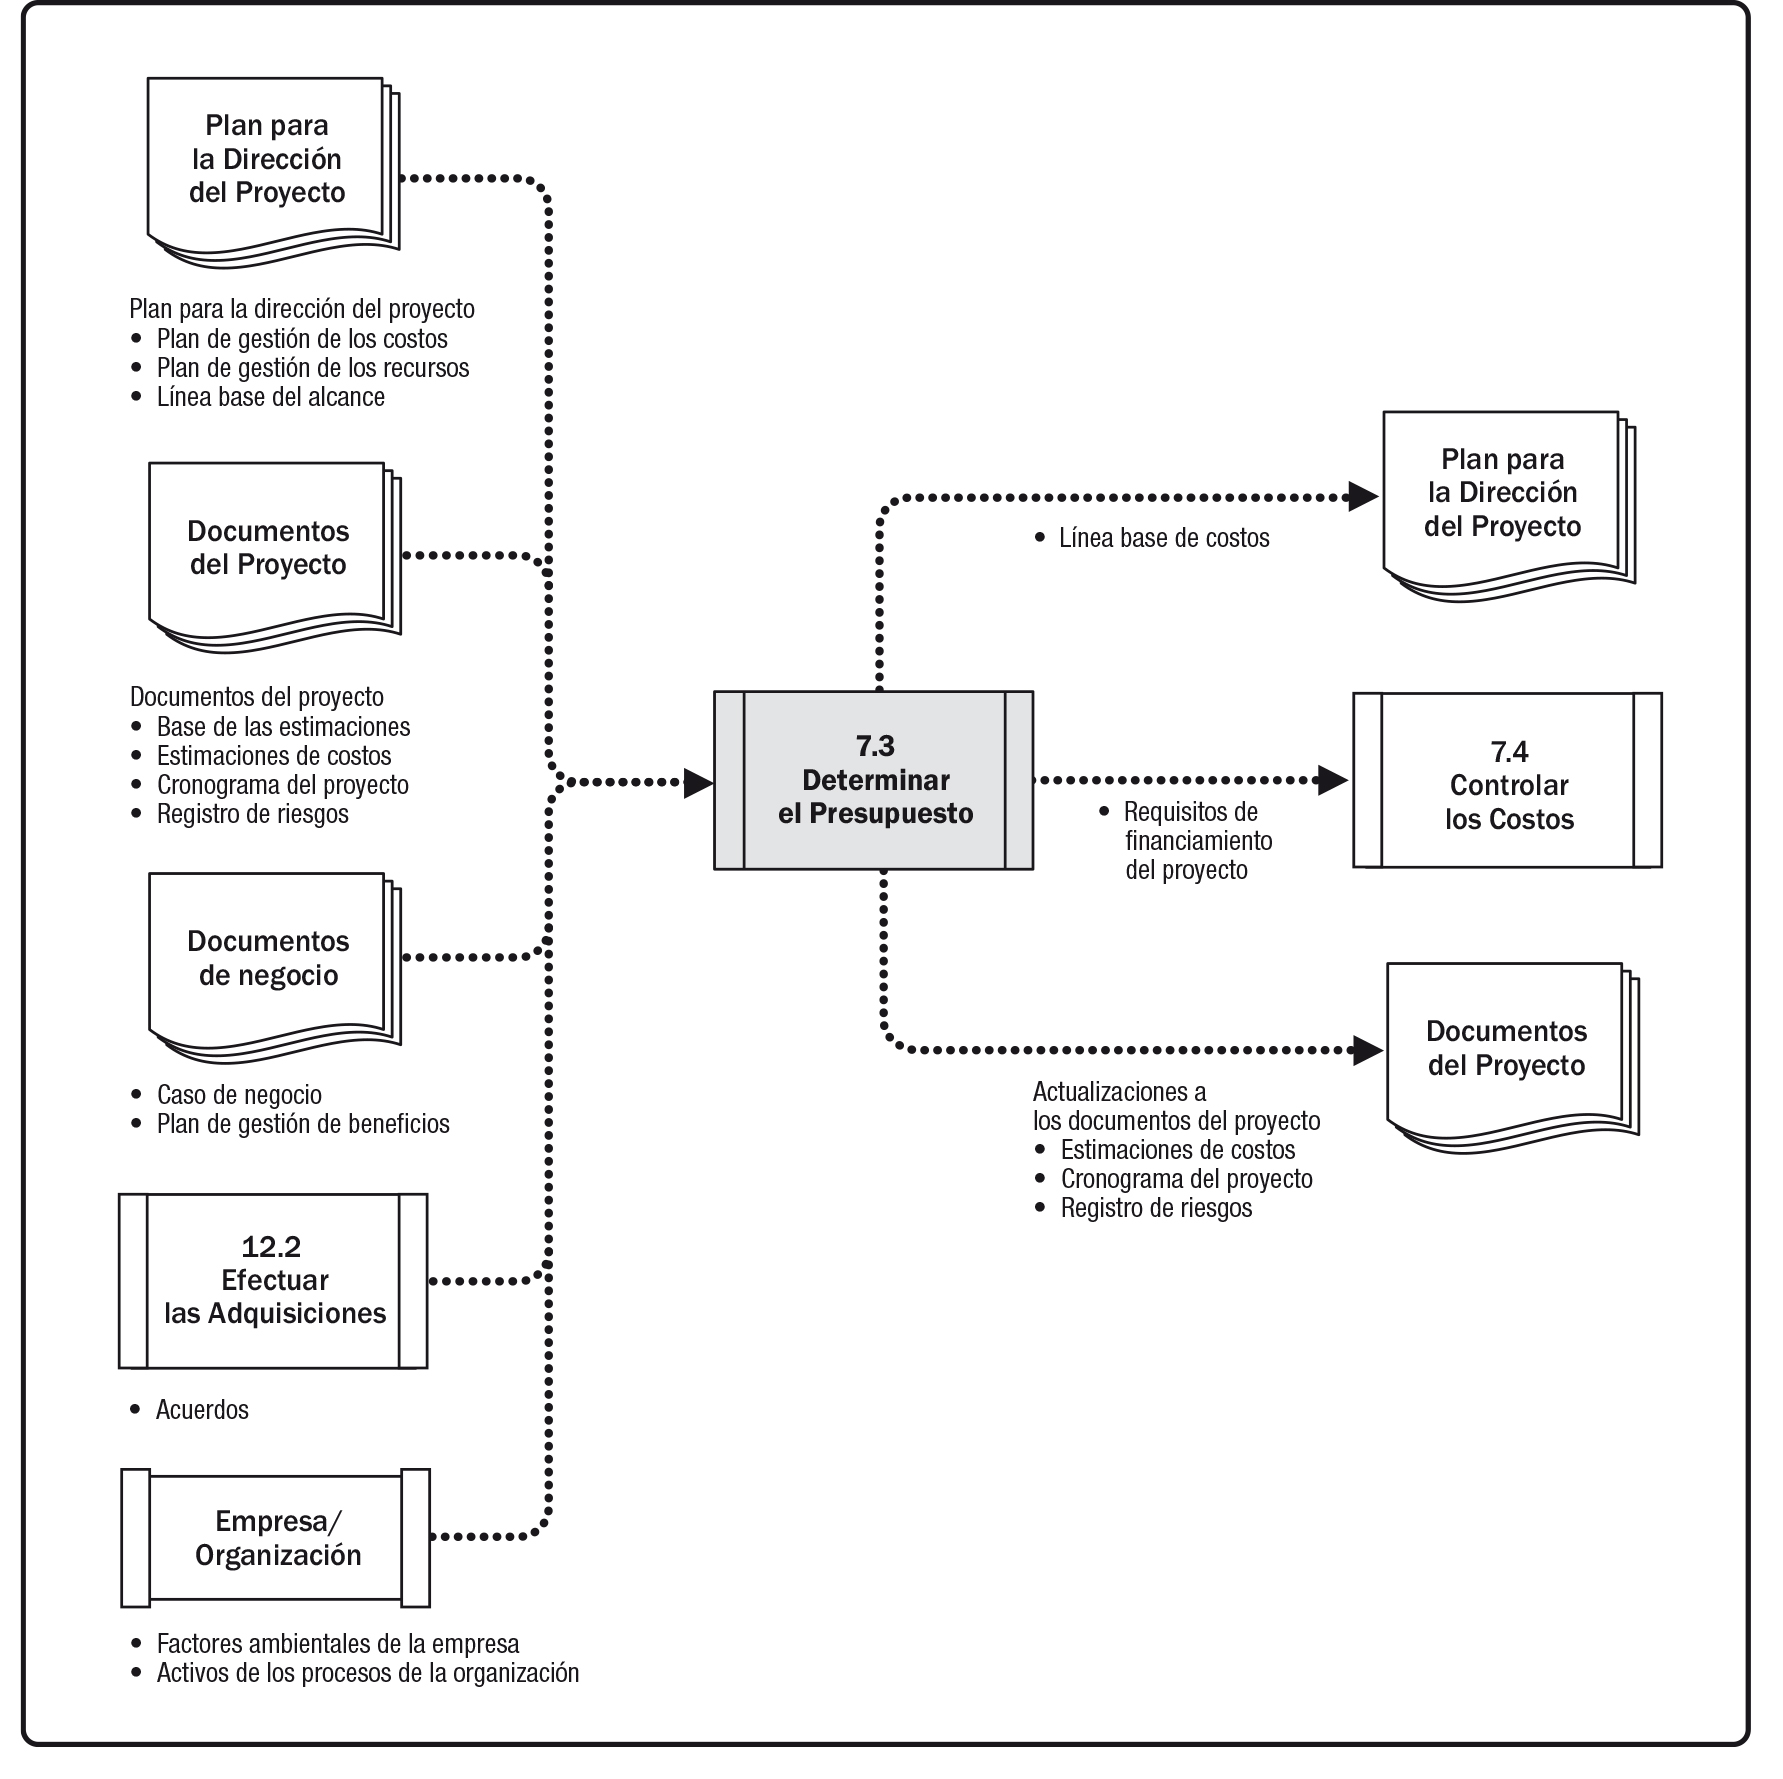 Plan para
la Dirección
del Proyecto
Plan para la dirección del proyecto
• Plan de gestión de los costos
• Plan de gestión de los recursos
• Línea base del alcance
Documentos
del Proyecto
Documentos del proyecto
• Base de las estimaciones
• Estimaciones de costos
• Cronograma del proyecto
• Registro de riesgos
Documentos
de negocio
• Caso de negocio
• Plan de gestión de beneficios
12.2
Efectuar
las Adquisiciones
• Acuerdos
Empresa/
Organización
• Factores ambientales de la empresa
• Activos de los procesos de la organización
7.3
Determinar
el Presupuesto
• Línea base de costos
Plan para
la Dirección
del Proyecto
• Requisitos de
financiamiento
del proyecto
7.4
Controlar
los Costos
Actualizaciones a
los documentos del proyecto
• Estimaciones de costos
• Cronograma del proyecto
• Registro de riesgos
Documentos
del Proyecto